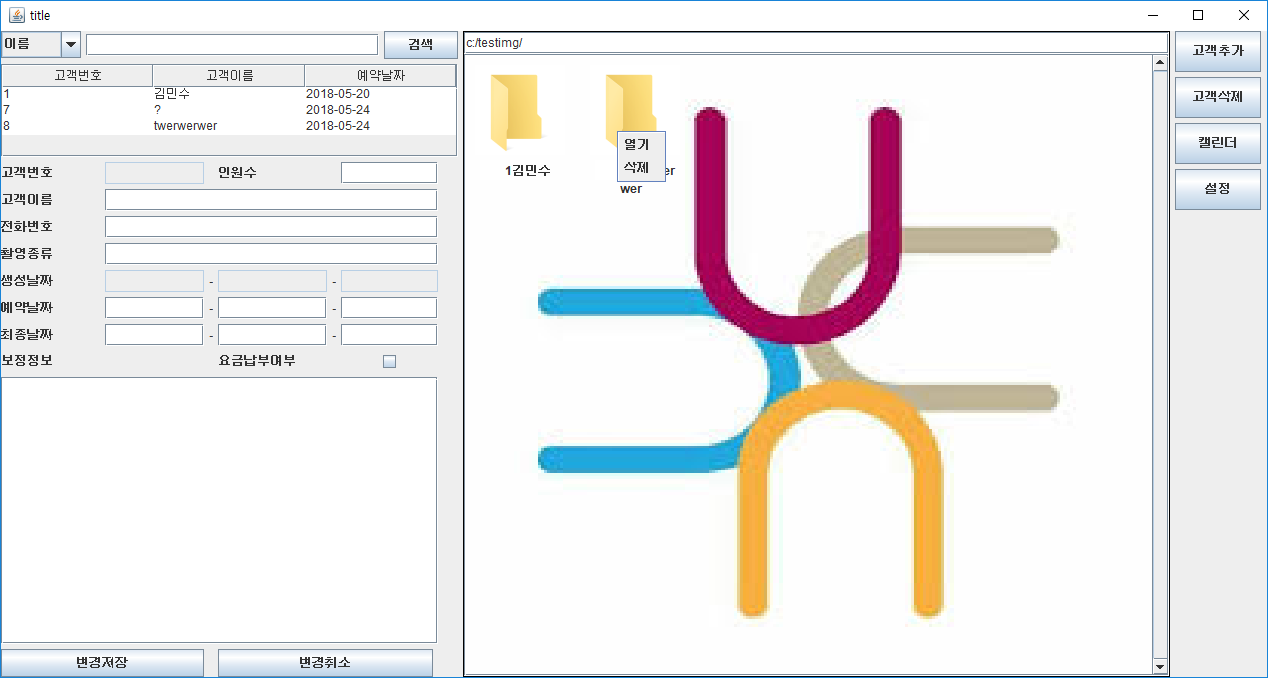 title
이름
검색
고객번호 고객이름 예약날짜
1 김민수 2018-05-20
7 ? 2018-05-24
8 twerwerwer 2018-05-24
고객번호 인원수
고객이름
전화번호
촬영종류
생성날짜 - -
예약날짜 - -
최종날짜 - -
보정정보 요금납부여부
변경저장 변경취소
c:/testimg/
1김민수
열기
삭제
er
wer
고객추가
고객삭제
캘린더
설정